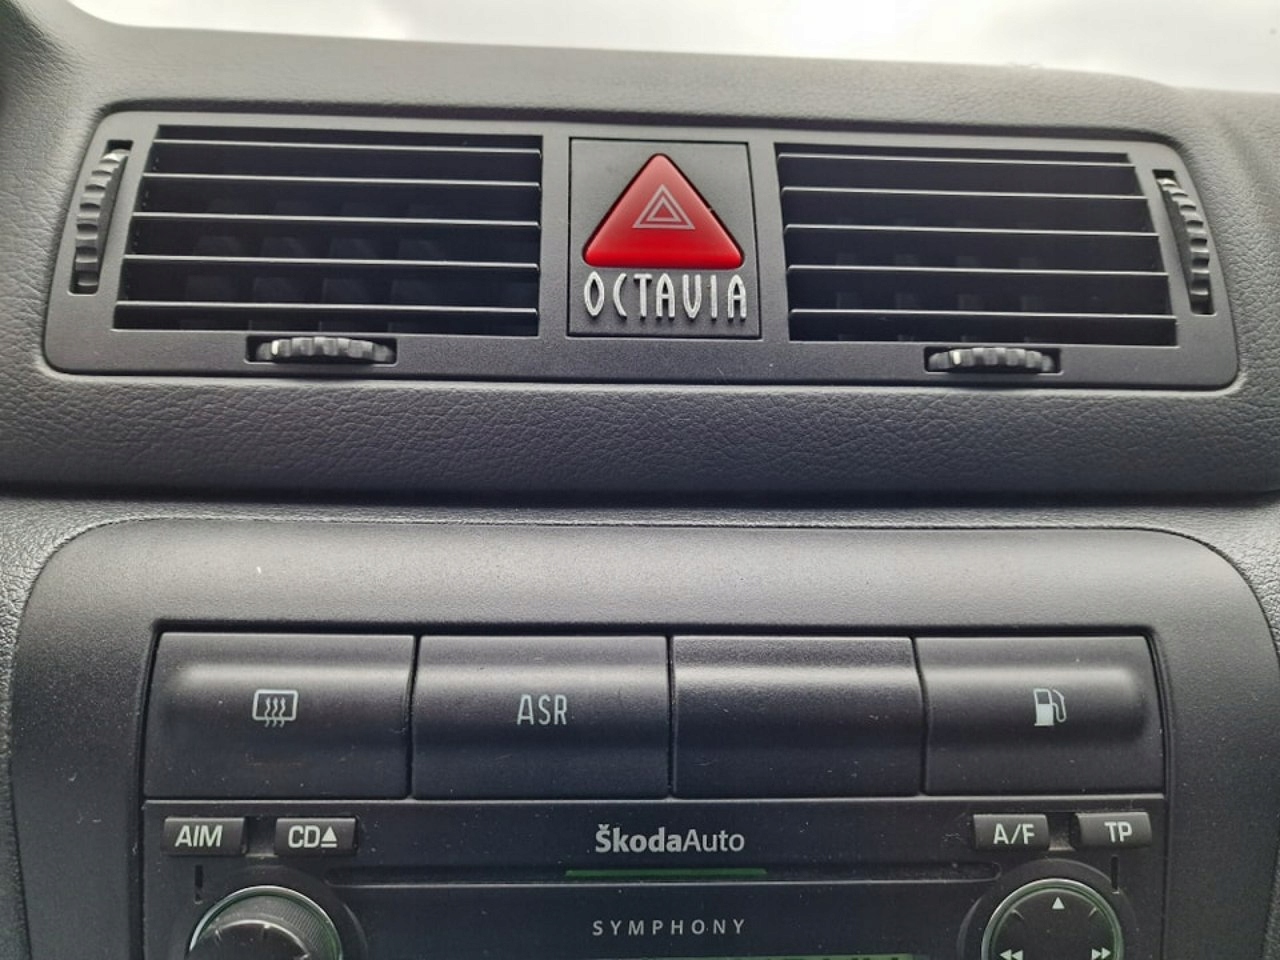 OCTAVIA
ASR
AIM CD ŠkodaAuto A/F TP
SYMPHONY